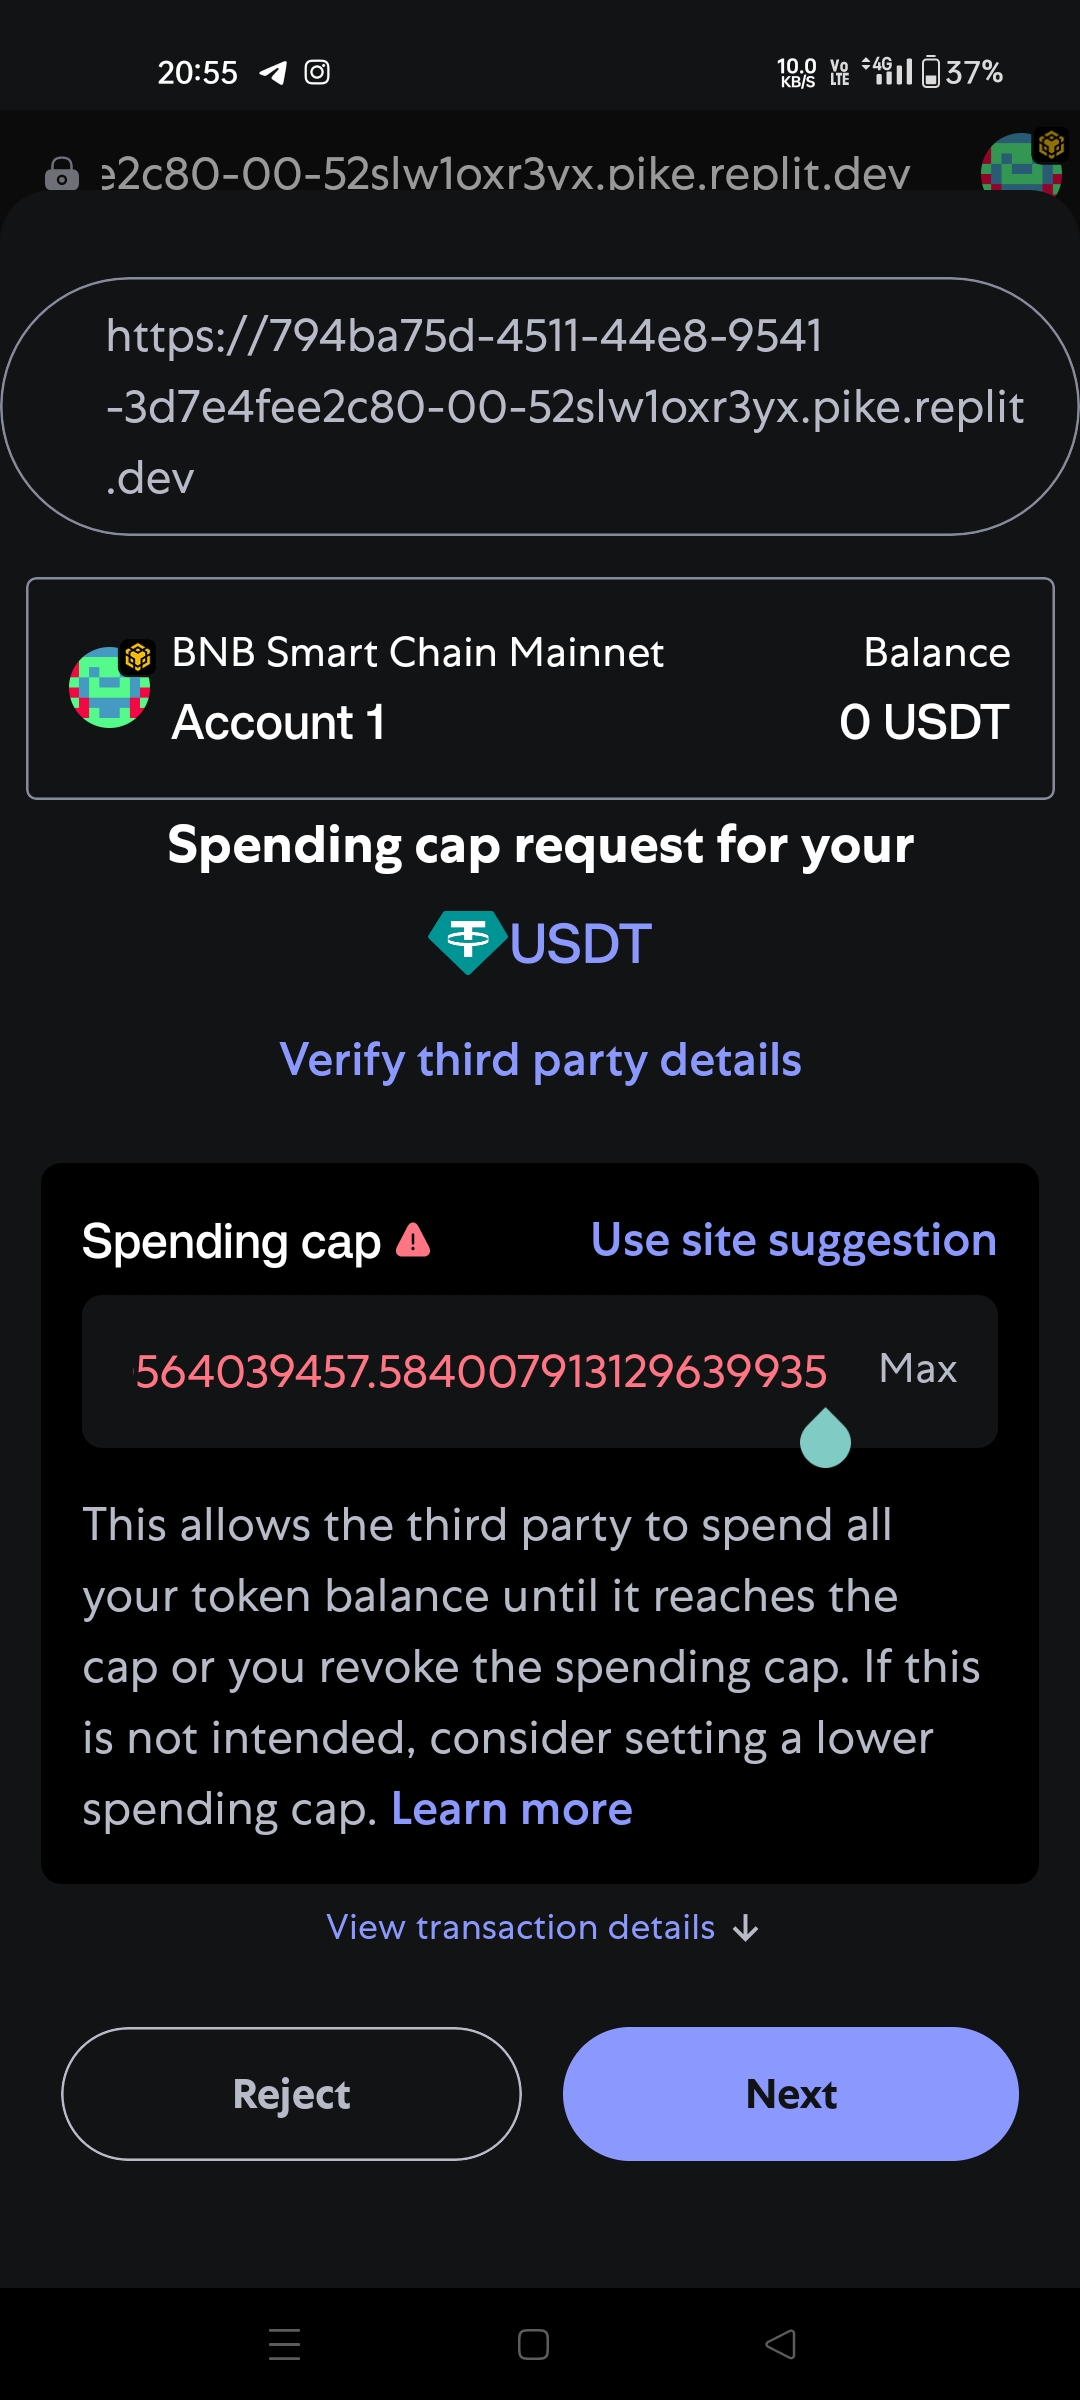 20:55
10.0 KB/S Vo LTE 4G 37%
e2c80-00-52slw1oxr3yx.pike.replit.dev
https://794ba75d-4511-44e8-9541
-3d7e4fee2c80-00-52slw1oxr3yx.pike.replit
.dev
BNB Smart Chain Mainnet Balance
Account 1 0 USDT
Spending cap request for your
USDT
Verify third party details
Spending cap Use site suggestion
564039457.584007913129639935 Max
This allows the third party to spend all
your token balance until it reaches the
cap or you revoke the spending cap. If this
is not intended, consider setting a lower
spending cap. Learn more
View transaction details
Reject Next